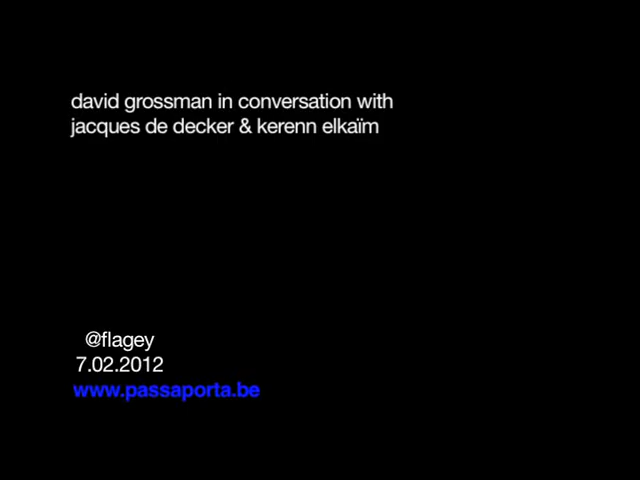 david grossman in conversation with
jacques de decker & kerenn elkaïm
@flagey
7.02.2012
www.passaporta.be